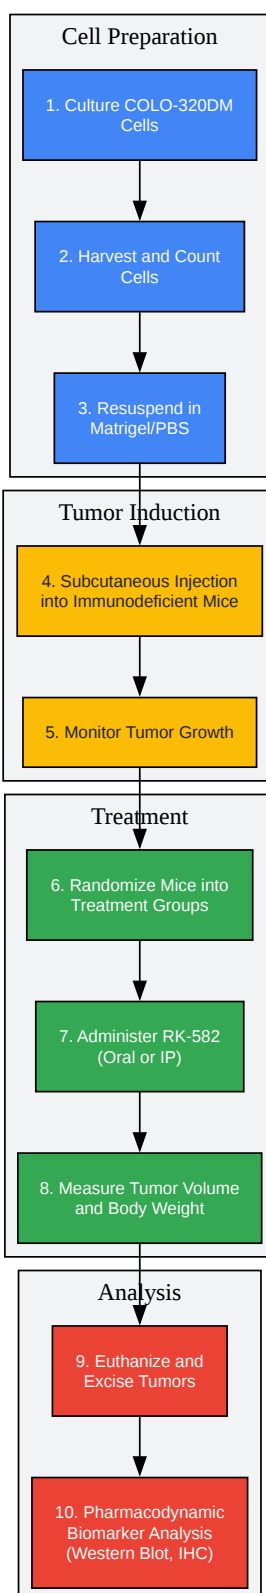 Cell Preparation
1. Culture COLO-320DM
Cells
2. Harvest and Count
Cells
3. Resuspend in
Matrigel/PBS
Tumor Induction
4. Subcutaneous Injection
into Immunodeficient Mice
5. Monitor Tumor Growth
Treatment
6. Randomize Mice into
Treatment Groups
7. Administer RK-582
(Oral or IP)
8. Measure Tumor Volume
and Body Weight
Analysis
9. Euthanize and
Excise Tumors
10. Pharmacodynamic
Biomarker Analysis
(Western Blot, IHC)